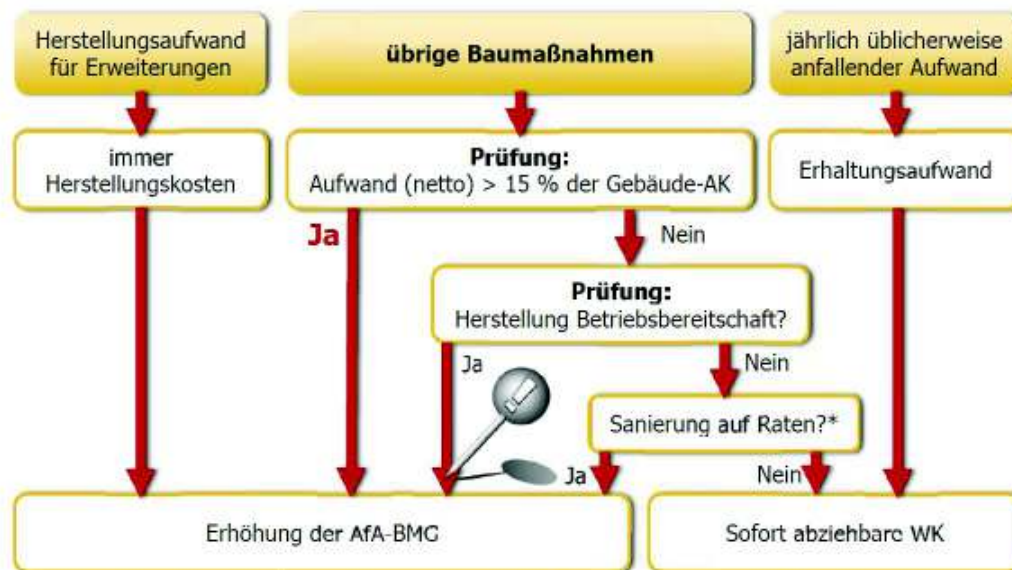 Herstellungsaufwand
für Erweiterungen
übrige Baumaßnahmen
jährlich üblicherweise
anfallender Aufwand
immer
Herstellungskosten
Prüfung:
Aufwand (netto) > 15 % der Gebäude-AK
Erhaltungsaufwand
Ja
Nein
Prüfung:
Herstellung Betriebsbereitschaft?
Ja
Nein
Sanierung auf Raten?*
Ja
Nein
Erhöhung der AfA-BMG
Sofort abziehbare WK